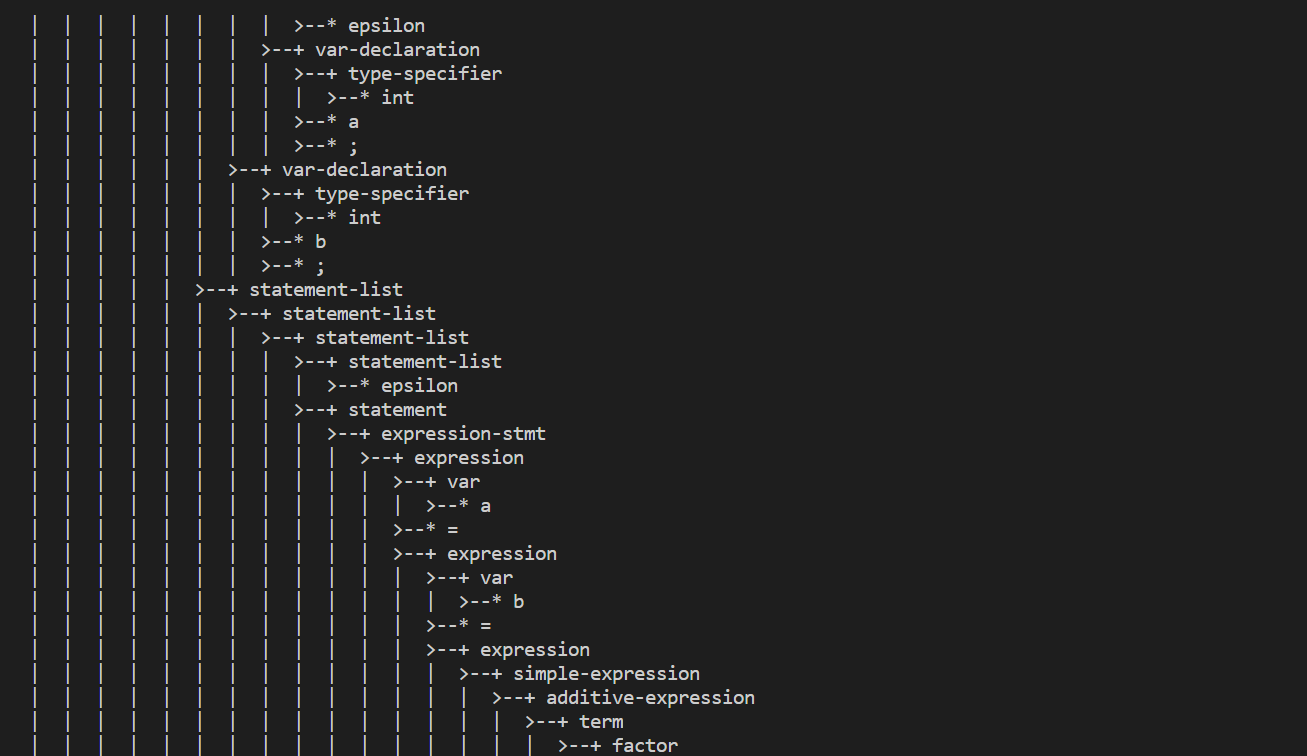 |  |  |  |  |  |  |  |  >--* epsilon
|  |  |  |  |  |  |  >--+ var-declaration
|  |  |  |  |  |  |  |  >--+ type-specifier
|  |  |  |  |  |  |  |  |  >--* int
|  |  |  |  |  |  |  |  >--* a
|  |  |  |  |  |  |  |  >--* ;
|  |  |  |  |  |  >--+ var-declaration
|  |  |  |  |  |  |  >--+ type-specifier
|  |  |  |  |  |  |  |  >--* int
|  |  |  |  |  |  |  >--* b
|  |  |  |  |  |  |  >--* ;
|  |  |  |  |  >--+ statement-list
|  |  |  |  |  |  >--+ statement-list
|  |  |  |  |  |  |  >--+ statement-list
|  |  |  |  |  |  |  |  >--+ statement-list
|  |  |  |  |  |  |  |  |  >--* epsilon
|  |  |  |  |  |  |  |  >--+ statement
|  |  |  |  |  |  |  |  |  >--+ expression-stmt
|  |  |  |  |  |  |  |  |  |  >--+ expression
|  |  |  |  |  |  |  |  |  |  |  >--+ var
|  |  |  |  |  |  |  |  |  |  |  |  >--* a
|  |  |  |  |  |  |  |  |  |  |  >--* =
|  |  |  |  |  |  |  |  |  |  |  >--+ expression
|  |  |  |  |  |  |  |  |  |  |  |  >--+ var
|  |  |  |  |  |  |  |  |  |  |  |  |  >--* b
|  |  |  |  |  |  |  |  |  |  |  |  >--* =
|  |  |  |  |  |  |  |  |  |  |  |  >--+ expression
|  |  |  |  |  |  |  |  |  |  |  |  |  >--+ simple-expression
|  |  |  |  |  |  |  |  |  |  |  |  |  |  >--+ additive-expression
|  |  |  |  |  |  |  |  |  |  |  |  |  |  |  >--+ term
|  |  |  |  |  |  |  |  |  |  |  |  |  |  |  |  >--+ factor